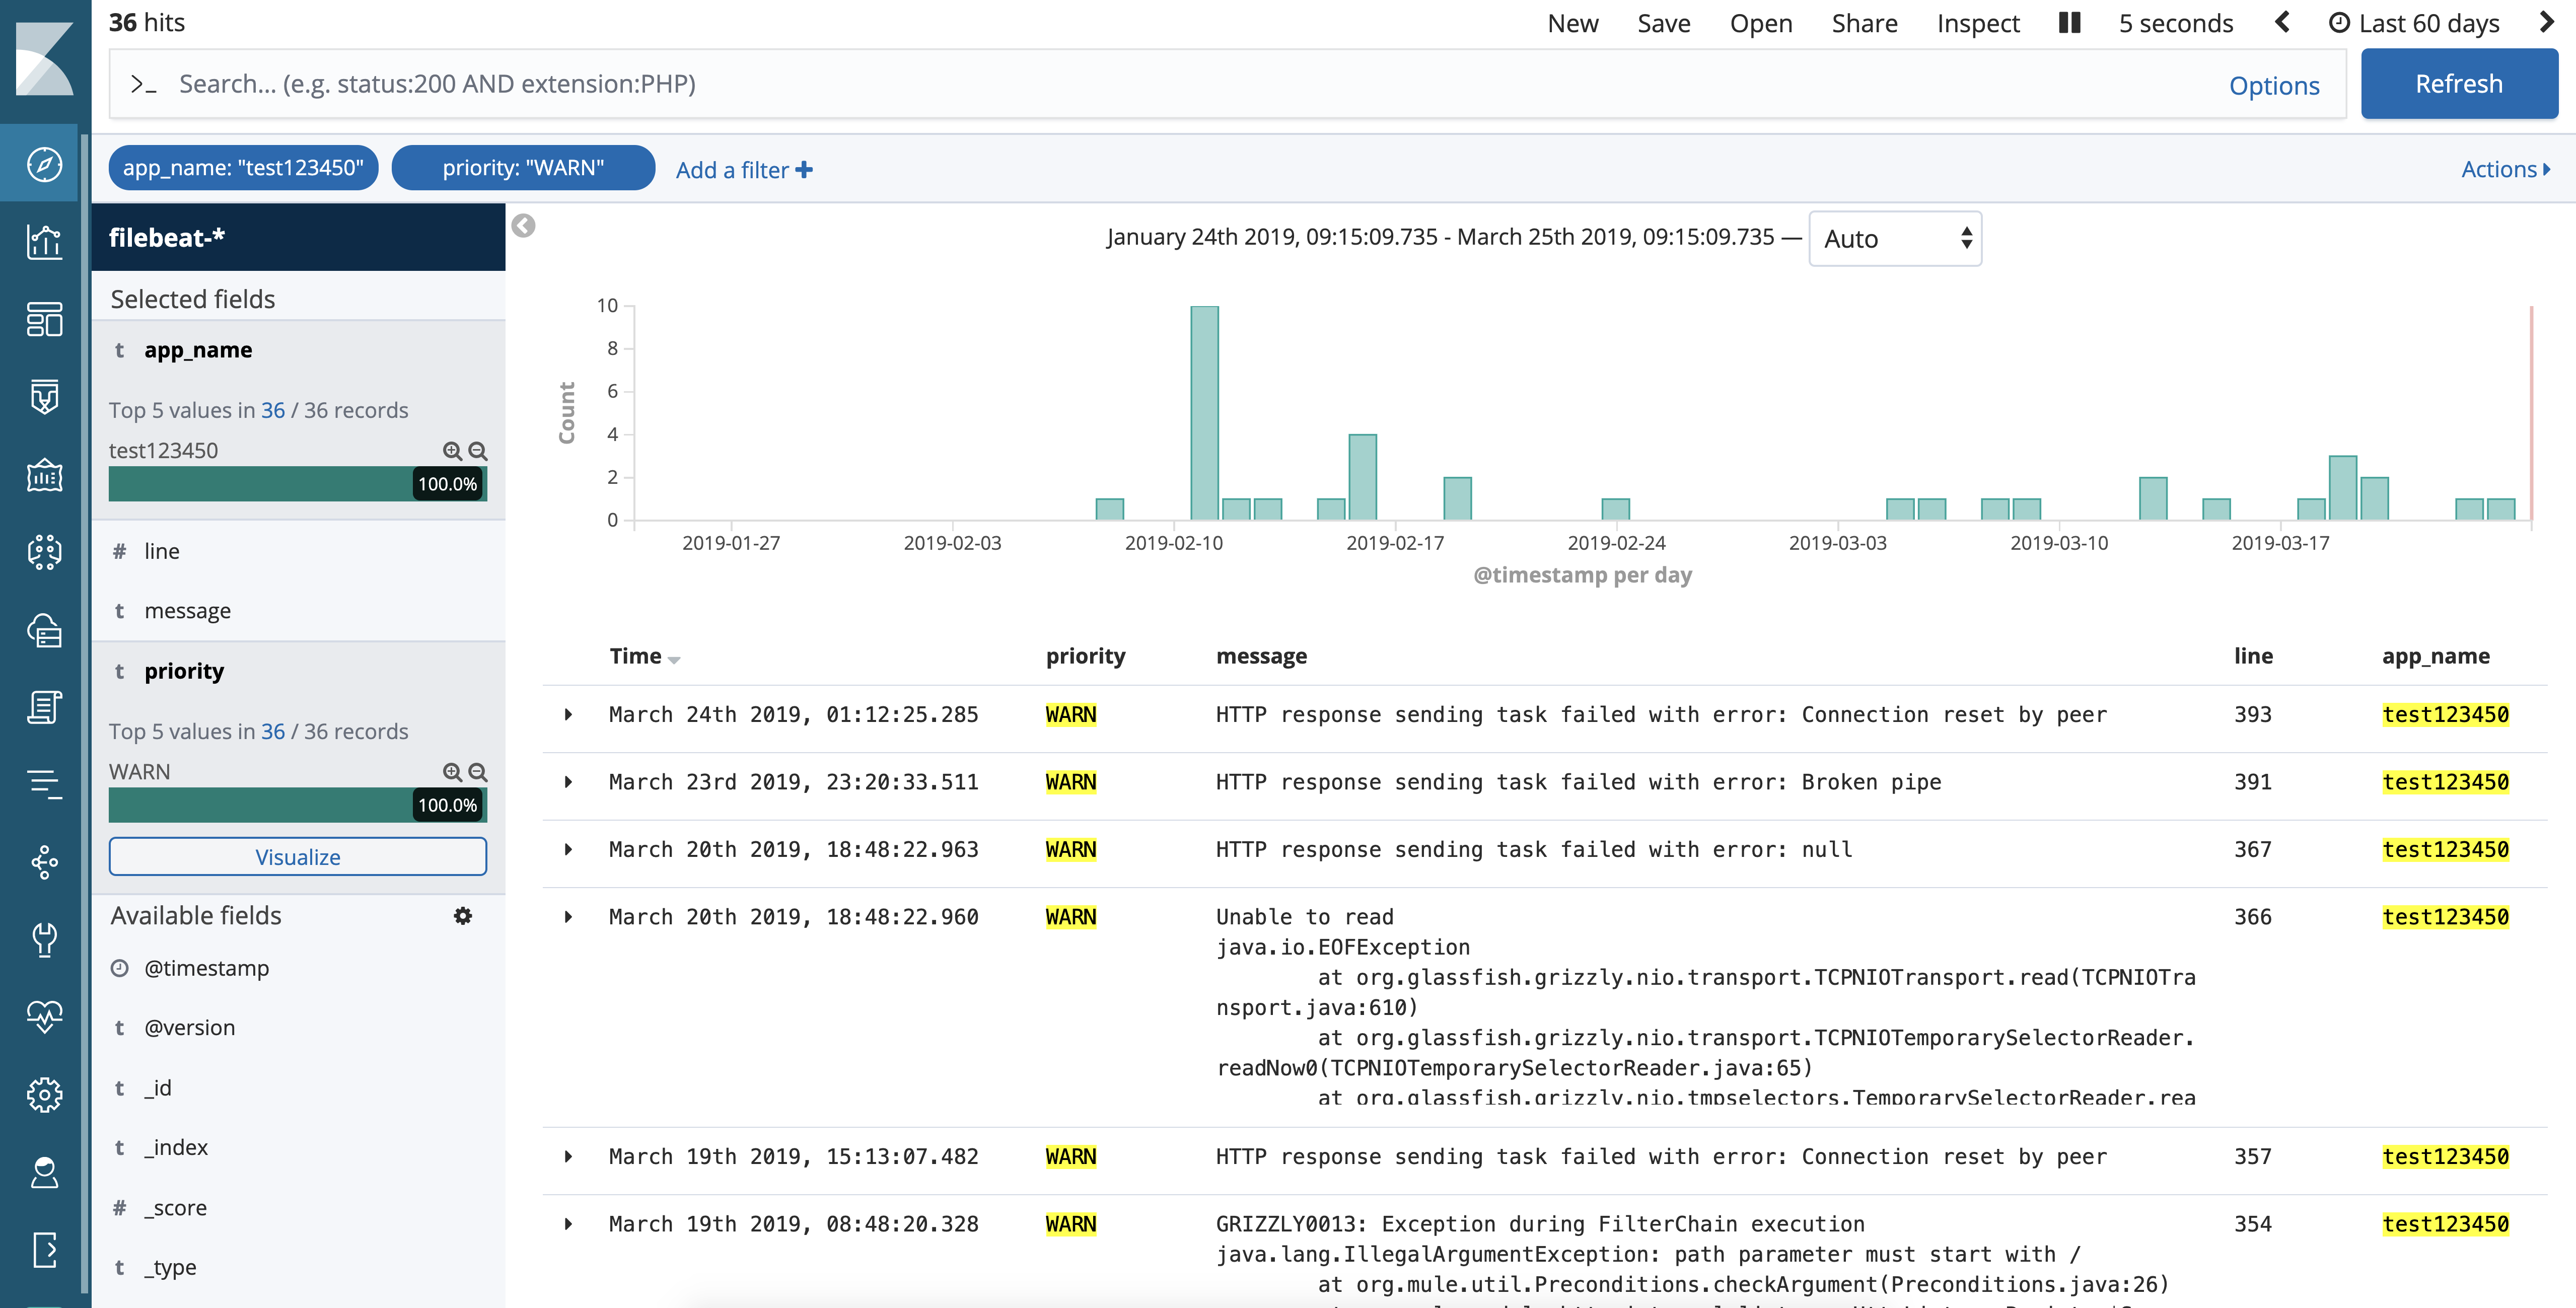 36 hits
New Save Open Share Inspect 5 seconds Last 60 days
>_ Search... (e.g. status:200 AND extension:PHP) Options Refresh
app_name: "test123450" priority: "WARN" Add a filter + Actions
filebeat-*
Selected fields
t app_name
Top 5 values in 36 / 36 records
test123450
100.0%
# line
t message
t priority
Top 5 values in 36 / 36 records
WARN
100.0%
Visualize
Available fields
@timestamp
t @version
t _id
t _index
# _score
t _type
January 24th 2019, 09:15:09.735 - March 25th 2019, 09:15:09.735 — Auto
Count
10
8
6
4
2
0
2019-01-27 2019-02-03 2019-02-10 2019-02-17 2019-02-24 2019-03-03 2019-03-10 2019-03-17
@timestamp per day
Time priority message line app_name
March 24th 2019, 01:12:25.285 WARN HTTP response sending task failed with error: Connection reset by peer 393 test123450
March 23rd 2019, 23:20:33.511 WARN HTTP response sending task failed with error: Broken pipe 391 test123450
March 20th 2019, 18:48:22.963 WARN HTTP response sending task failed with error: null 367 test123450
March 20th 2019, 18:48:22.960 WARN Unable to read 366 test123450
java.io.EOFException
at org.glassfish.grizzly.nio.transport.TCPNIOTransport.read(TCPNIOTra
nsport.java:610)
at org.glassfish.grizzly.nio.transport.TCPNIOTemporarySelectorReader.
readNow0(TCPNIOTemporarySelectorReader.java:65)
at org.glassfish.grizzly.nio.tmpselectors.TemporarySelectorReader.rea
March 19th 2019, 15:13:07.482 WARN HTTP response sending task failed with error: Connection reset by peer 357 test123450
March 19th 2019, 08:48:20.328 WARN GRIZZLY0013: Exception during FilterChain execution 354 test123450
java.lang.IllegalArgumentException: path parameter must start with /
at org.mule.util.Preconditions.checkArgument(Preconditions.java:26)